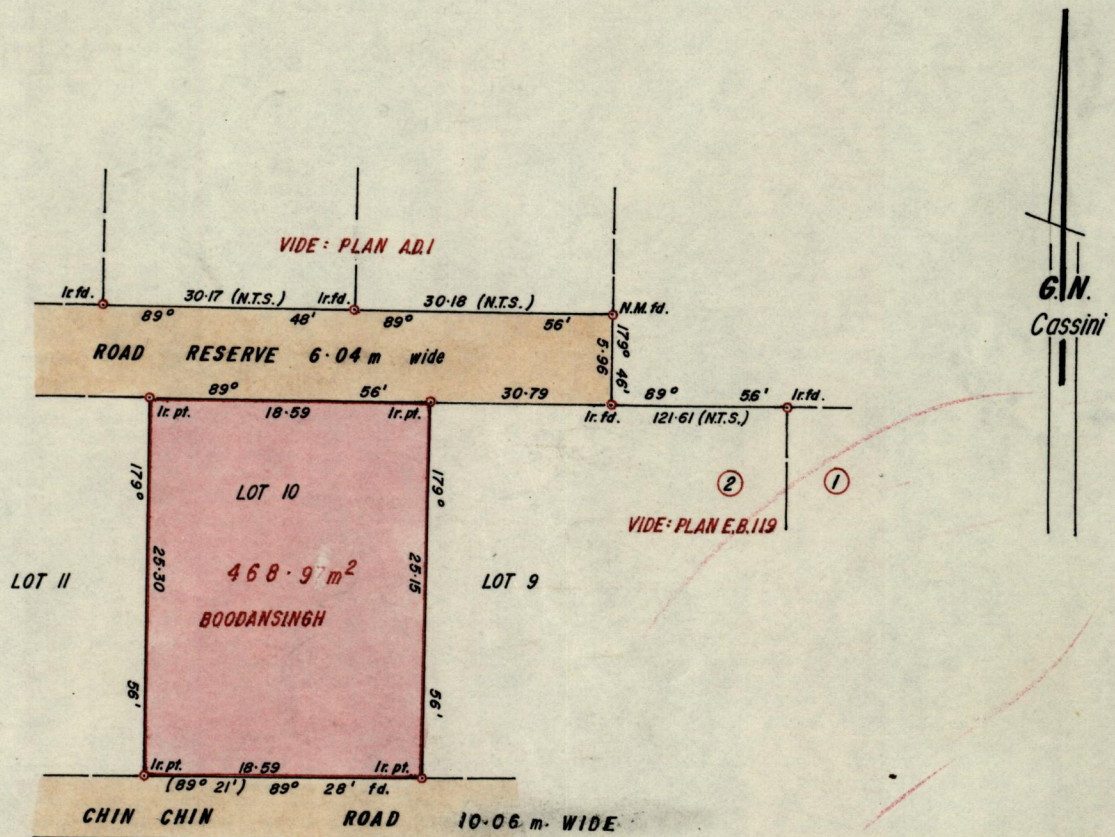 VIDE: PLAN A.D.1
Ir.fd. 30·17 (N.T.S.) Ir.fd. 30·18 (N.T.S.) N.M. fd.
89° 48' 89° 56'
G.N.
Cassini
179° 46'
5·96
ROAD RESERVE 6·04 m wide
89° 56' 30·79 89° 56' Ir.fd.
Ir. pt. 18·59 Ir. pt. Ir. fd. 121·61 (N.T.S.)
LOT 10
2 1
VIDE: PLAN E.B.119
179° 25·30 56'
179° 25·15 56'
LOT 11
468·97 m²
LOT 9
BOODANSINGH
Ir. pt. 18·59 Ir. pt.
(89° 21') 89° 28' fd.
CHIN CHIN ROAD 10·06 m. WIDE